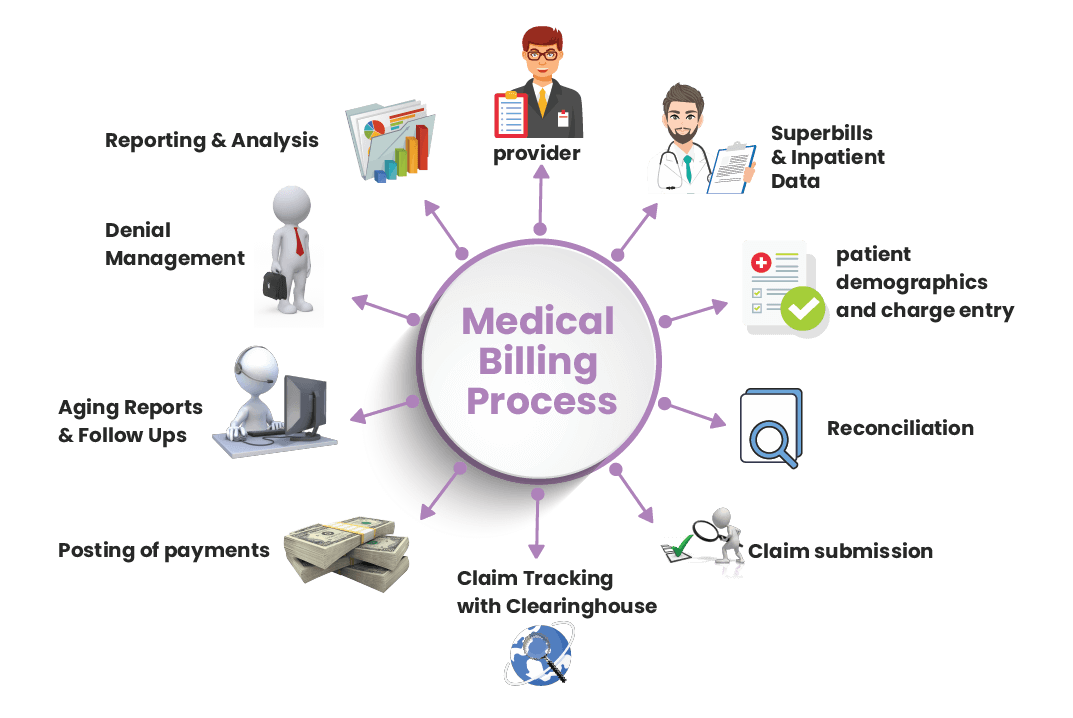 Medical
Billing
Process
provider
Superbills
& Inpatient
Data
patient
demographics
and charge entry
Reconciliation
Claim submission
Claim Tracking
with Clearinghouse
Posting of payments
Aging Reports
& Follow Ups
Denial
Management
Reporting & Analysis